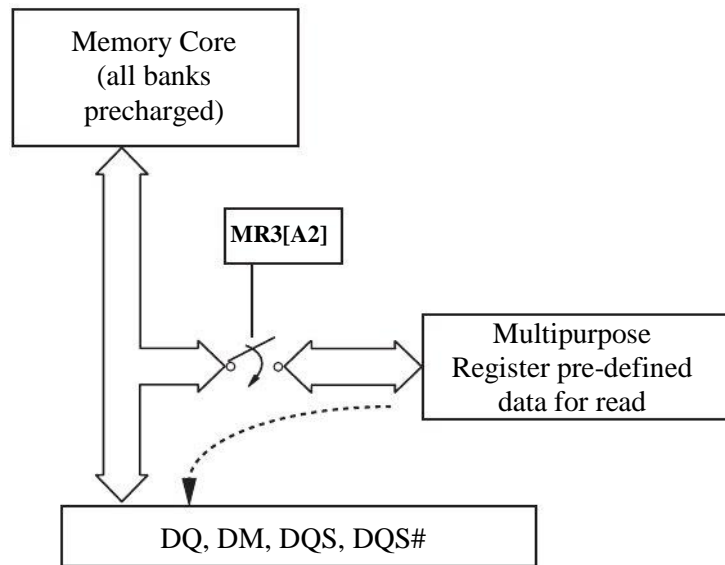 Memory Core
(all banks
precharged)
MR3[A2]
Multipurpose
Register pre-defined
data for read
DQ, DM, DQS, DQS#